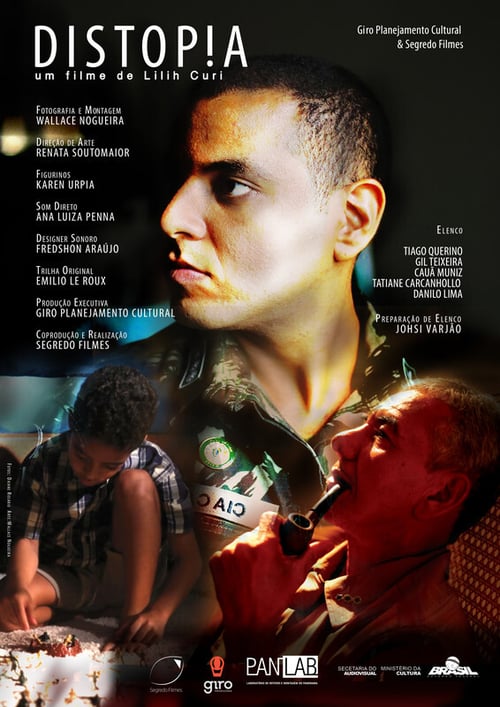 DISTOP!A
um filme de Lilih Curi
Giro Planejamento Cultural
& Segredo Filmes
Fotografia e Montagem
WALLACE NOGUEIRA
Direção de Arte
RENATA SOUTOMAIOR
Figurinos
KAREN URPIA
Som Direto
ANA LUIZA PENNA
Designer Sonoro
FREDSHON ARAÚJO
Trilha Original
EMILIO LE ROUX
Produção Executiva
GIRO PLANEJAMENTO CULTURAL
Coprodução e Realização
SEGREDO FILMES
Elenco
TIAGO QUERINO
GIL TEIXEIRA
CAUÃ MUNIZ
TATIANE CARCANHOLLO
DANILO LIMA
Preparação de Elenco
JOHSI VARJÃO
CIA C
Segredo Filmes
giro
PANLAB
SECRETARIA DO
AUDIOVISUAL
MINISTÉRIO DA
CULTURA
BRASIL